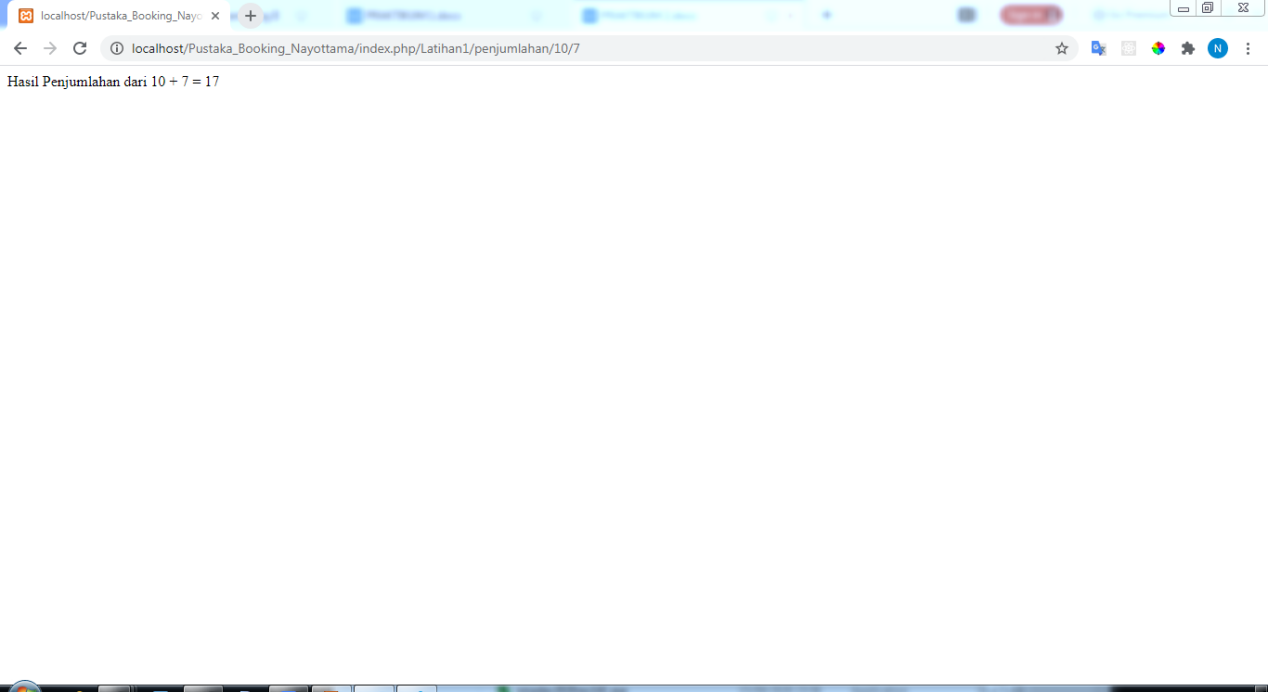 localhost/Pustaka_Booking_Nayo
localhost/Pustaka_Booking_Nayottama/index.php/Latihan1/penjumlahan/10/7
N
Hasil Penjumlahan dari 10 + 7 = 17